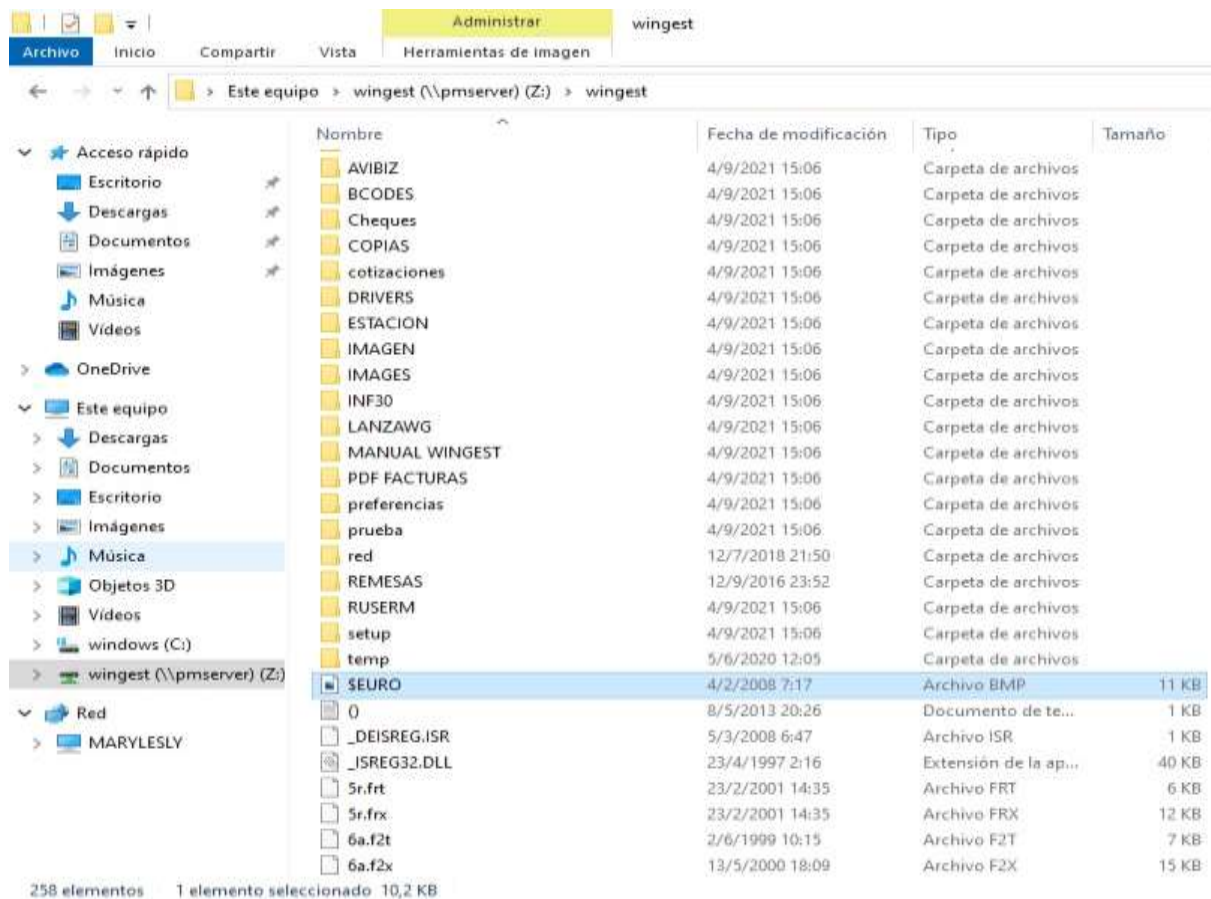 Administrar wingest
Archivo Inicio Compartir Vista Herramientas de imagen
Este equipo > wingest (\\pmserver) (Z:) > wingest
Acceso rápido
Escritorio
Descargas
Documentos
Imágenes
Música
Vídeos
OneDrive
Este equipo
Descargas
Documentos
Escritorio
Imágenes
Música
Objetos 3D
Vídeos
windows (C:)
wingest (\\pmserver) (Z:)
Red
MARYLESLY
Nombre Fecha de modificación Tipo Tamaño
AVIBIZ 4/9/2021 15:06 Carpeta de archivos
BCODES 4/9/2021 15:06 Carpeta de archivos
Cheques 4/9/2021 15:06 Carpeta de archivos
COPIAS 4/9/2021 15:06 Carpeta de archivos
cotizaciones 4/9/2021 15:06 Carpeta de archivos
DRIVERS 4/9/2021 15:06 Carpeta de archivos
ESTACION 4/9/2021 15:06 Carpeta de archivos
IMAGEN 4/9/2021 15:06 Carpeta de archivos
IMAGES 4/9/2021 15:06 Carpeta de archivos
INF30 4/9/2021 15:06 Carpeta de archivos
LANZAWG 4/9/2021 15:06 Carpeta de archivos
MANUAL WINGEST 4/9/2021 15:06 Carpeta de archivos
PDF FACTURAS 4/9/2021 15:06 Carpeta de archivos
preferencias 4/9/2021 15:06 Carpeta de archivos
prueba 4/9/2021 15:06 Carpeta de archivos
red 12/7/2018 21:50 Carpeta de archivos
REMESAS 12/9/2016 23:52 Carpeta de archivos
RUSERM 4/9/2021 15:06 Carpeta de archivos
setup 4/9/2021 15:06 Carpeta de archivos
temp 5/6/2020 12:05 Carpeta de archivos
$EURO 4/2/2008 7:17 Archivo BMP 11 KB
() 8/5/2013 20:26 Documento de te... 1 KB
_DEISREG.ISR 5/3/2008 6:47 Archivo ISR 1 KB
_ISREG32.DLL 23/4/1997 2:16 Extensión de la ap... 40 KB
5r.frt 23/2/2001 14:35 Archivo FRT 6 KB
5r.frx 23/2/2001 14:35 Archivo FRX 12 KB
6a.f2t 2/6/1999 10:15 Archivo F2T 7 KB
6a.f2x 13/5/2000 18:09 Archivo F2X 15 KB
258 elementos 1 elemento seleccionado 10,2 KB